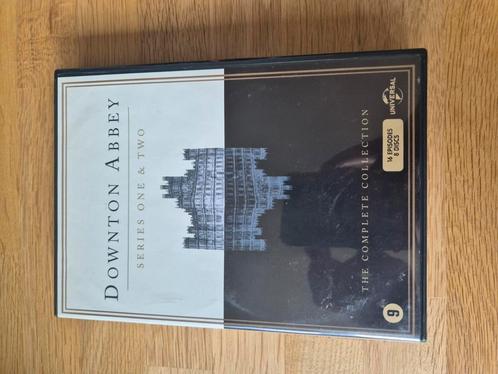 DOWNTON ABBEY
SERIES ONE & TWO
THE COMPLETE COLLECTION
UNIVERSAL
16 EPISODES
8 DISCS
9